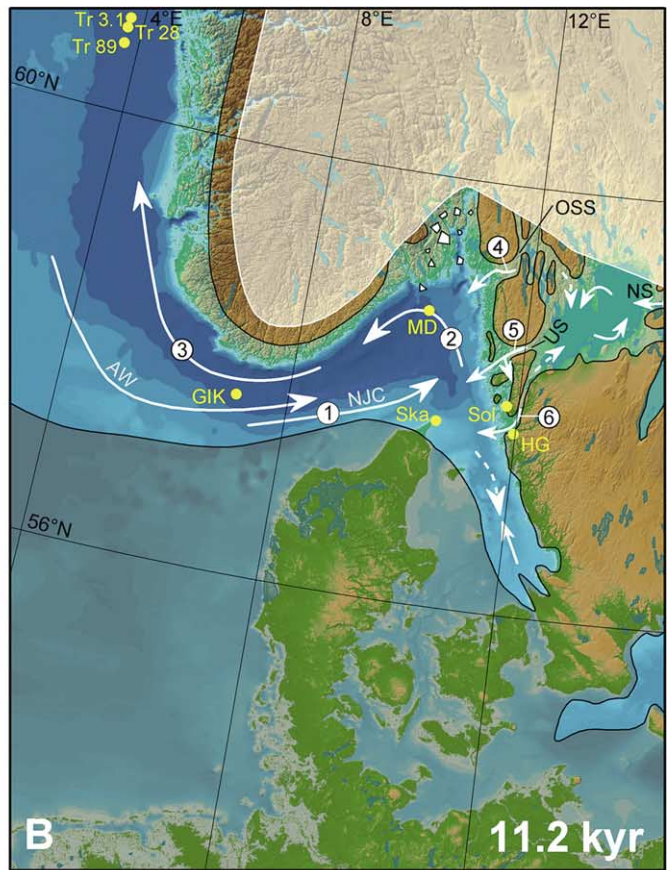 4°E
8°E
12°E
Tr 3.1
Tr 28
Tr 89
60°N
OSS
4
NS
5
US
MD
2
3
AW
GIK
NJC
1
Ska
Sol
6
HG
56°N
B
11.2 kyr